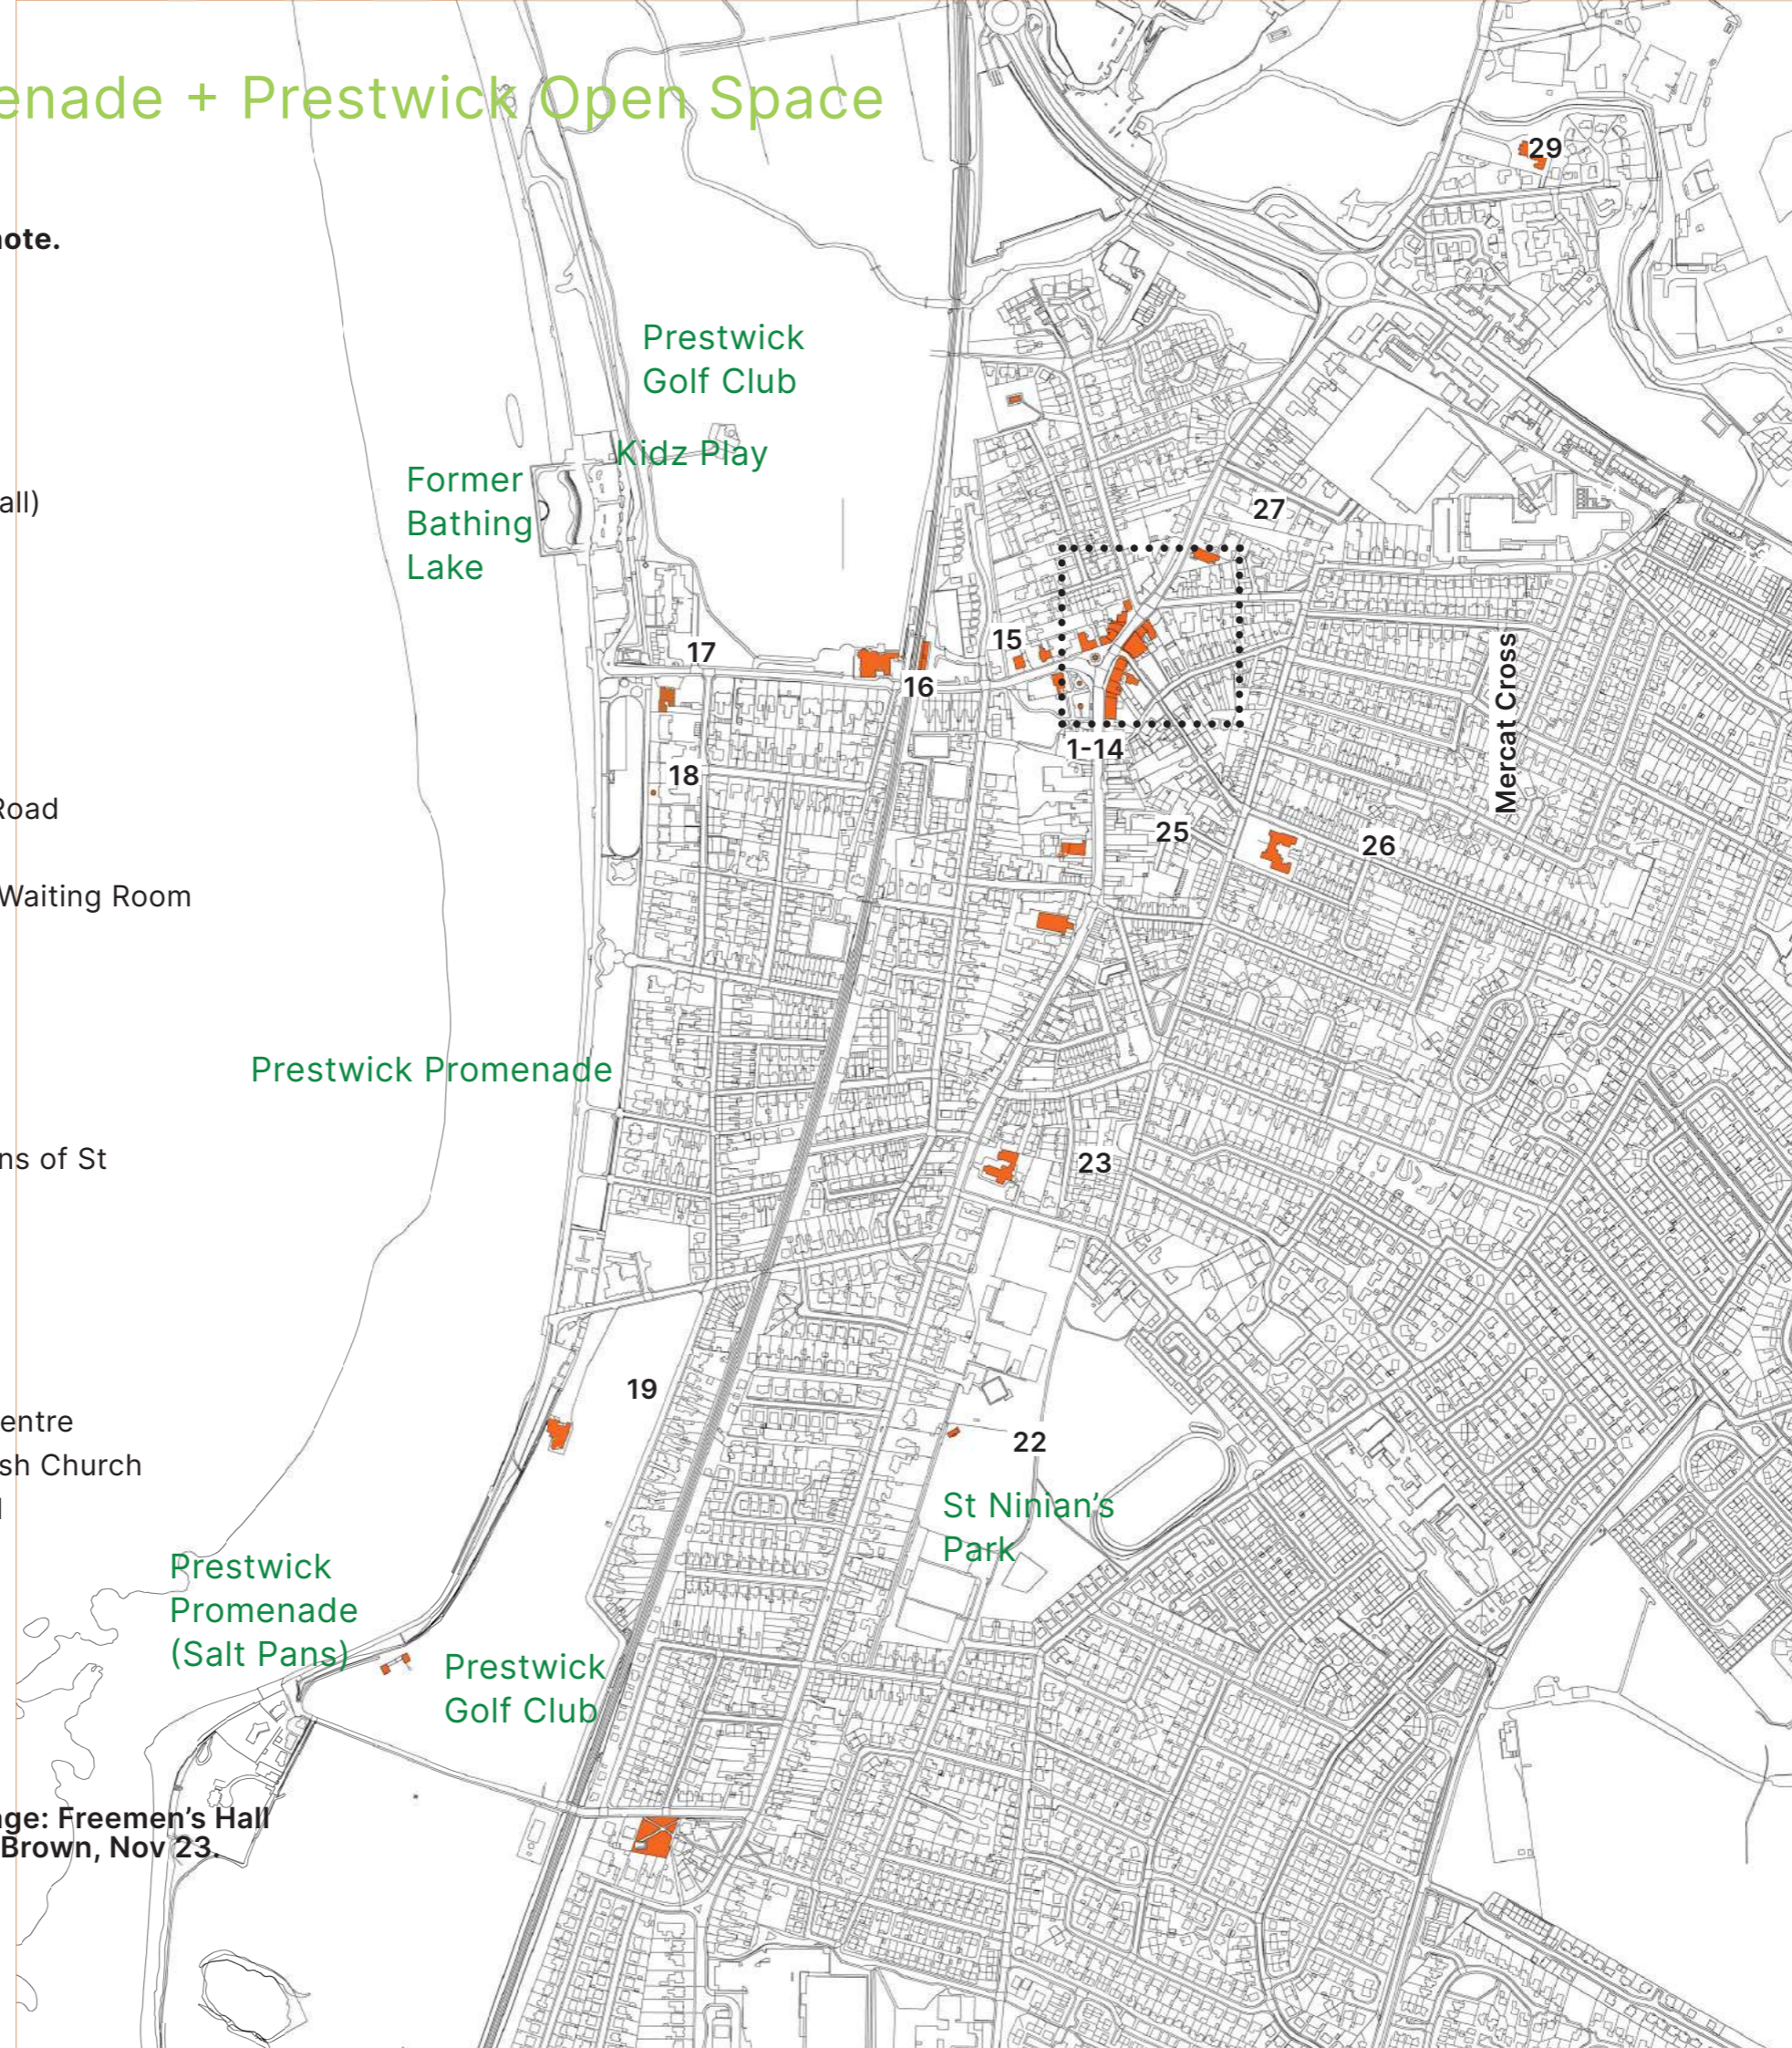 enade + Prestwick Open Space
ote.
all)
Road
Waiting Room
ns of St
entre
sh Church
age: Freemen's Hall
Brown, Nov 23.
29
Prestwick
Golf Club
Kidz Play
Former
Bathing
Lake
27
15
17
16
1-14
18
25
26
Mercat Cross
Prestwick Promenade
23
19
22
St Ninian's
Park
Prestwick
Promenade
(Salt Pans)
Prestwick
Golf Club